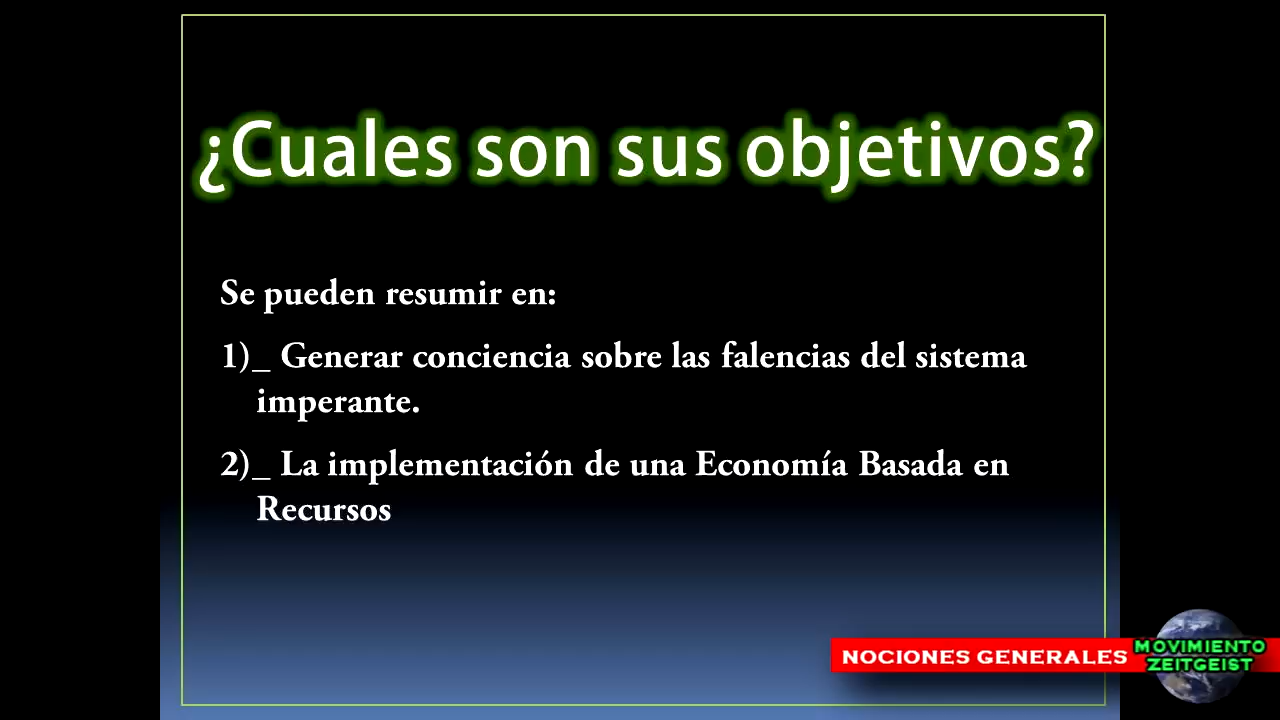 ¿Cuales son sus objetivos?
Se pueden resumir en:
1)_ Generar conciencia sobre las falencias del sistema
imperante.
2)_ La implementación de una Economía Basada en
Recursos
NOCIONES GENERALES
MOVIMIENTO
ZEITGEIST